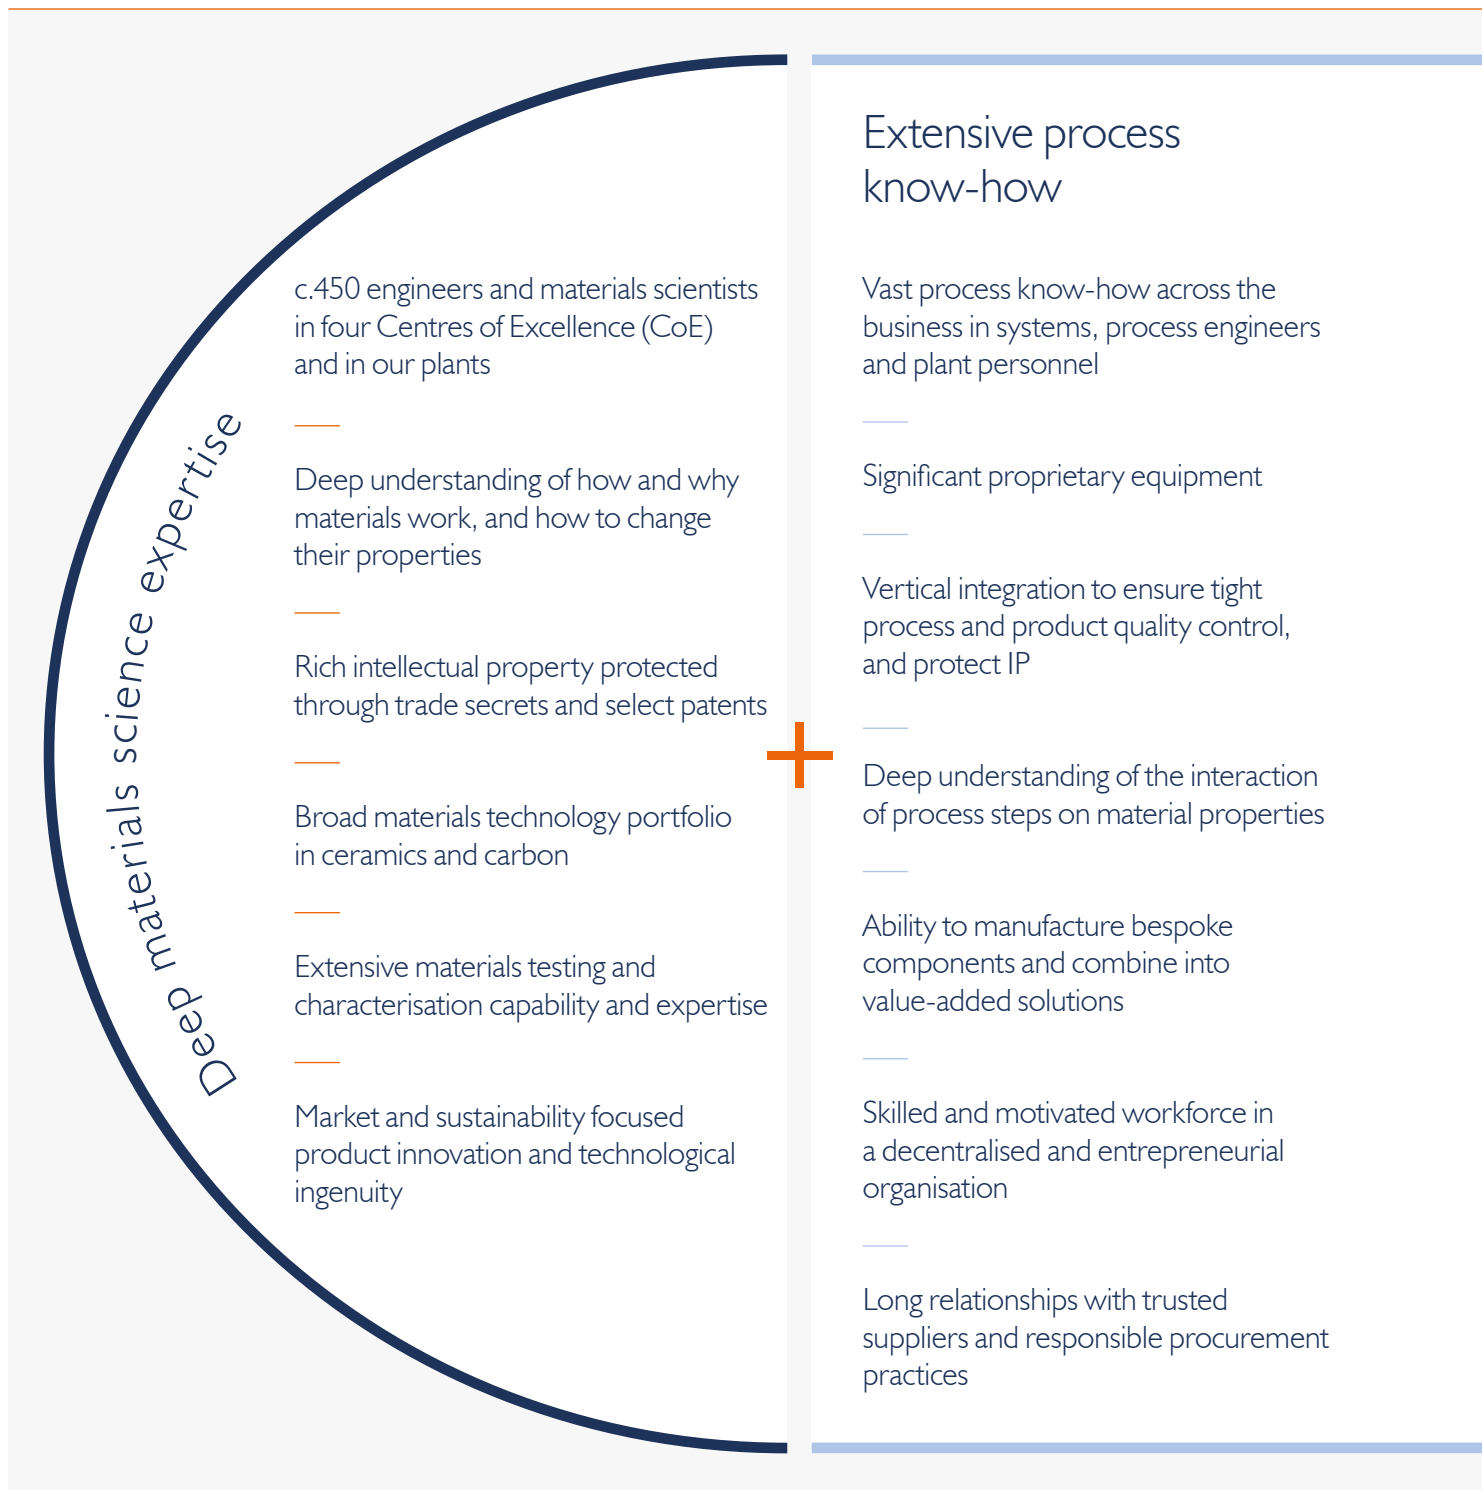 Deep materials science expertise
c.450 engineers and materials scientists
in four Centres of Excellence (CoE)
and in our plants
Deep understanding of how and why
materials work, and how to change
their properties
Rich intellectual property protected
through trade secrets and select patents
Broad materials technology portfolio
in ceramics and carbon
Extensive materials testing and
characterisation capability and expertise
Market and sustainability focused
product innovation and technological
ingenuity
+
Extensive process
know-how
Vast process know-how across the
business in systems, process engineers
and plant personnel
Significant proprietary equipment
Vertical integration to ensure tight
process and product quality control,
and protect IP
Deep understanding of the interaction
of process steps on material properties
Ability to manufacture bespoke
components and combine into
value-added solutions
Skilled and motivated workforce in
a decentralised and entrepreneurial
organisation
Long relationships with trusted
suppliers and responsible procurement
practices